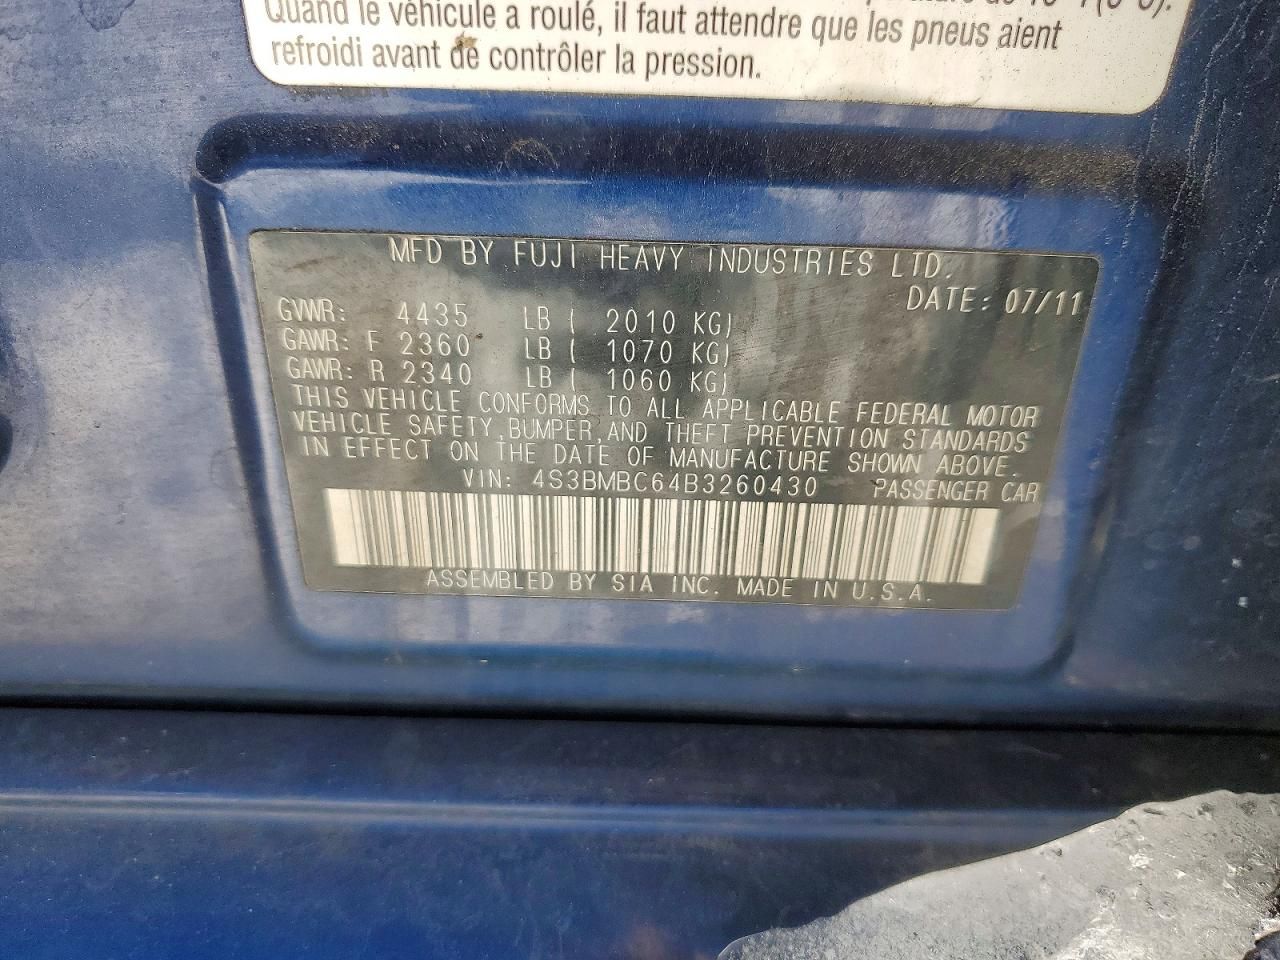 Quand le véhicule a roulé, il faut attendre que les pneus aient
refroidi avant de contrôler la pression.
MFD BY FUJI HEAVY INDUSTRIES LTD.
DATE: 07/11
GVWR: 4435 LB ( 2010 KG)
GAWR: F 2360 LB ( 1070 KG)
GAWR: R 2340 LB ( 1060 KG)
THIS VEHICLE CONFORMS TO ALL APPLICABLE FEDERAL MOTOR
VEHICLE SAFETY, BUMPER, AND THEFT PREVENTION STANDARDS
IN EFFECT ON THE DATE OF MANUFACTURE SHOWN ABOVE.
VIN: 4S3BMBC64B3260430 PASSENGER CAR
ASSEMBLED BY SIA INC. MADE IN U.S.A.